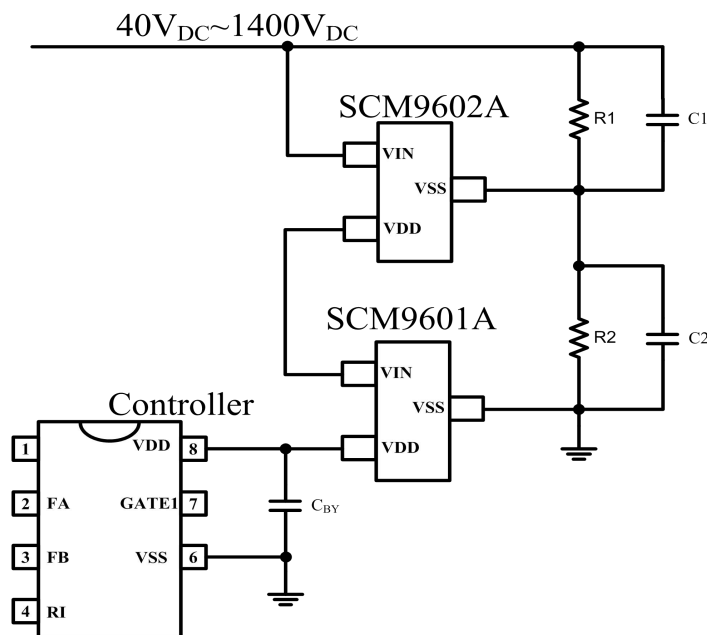 40VDC~1400VDC
SCM9602A
VIN
VSS
VDD
R1
C1
SCM9601A
VIN
VSS
VDD
R2
C2
Controller
1
VDD 8
2 FA GATE1 7
3 FB VSS 6
4 RI
CBY